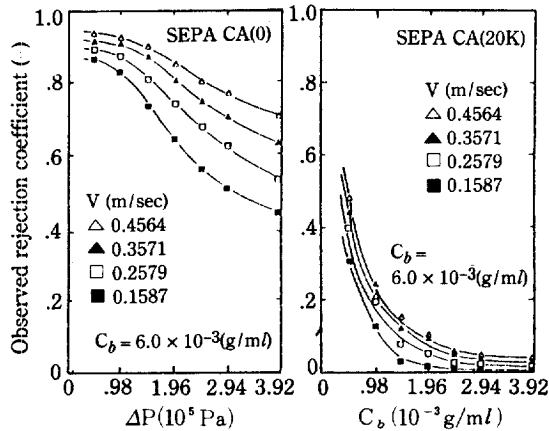 Observed rejection coefficient (-)
1.0
.8
.6
.4
.2
0
SEPA CA(0)
V (m/sec)
△ 0.4564
▲ 0.3571
□ 0.2579
■ 0.1587
C_b = 6.0 × 10⁻³(g/ml)
0 .98 1.96 2.94 3.92
ΔP(10⁵ Pa)
1.0
.8
.6
.4
.2
0
SEPA CA(20K)
V (m/sec)
△ 0.4564
▲ 0.3571
□ 0.2579
■ 0.1587
C_b =
6.0 × 10⁻³(g/ml)
0 .98 1.96 2.94 3.92
C_b (10⁻³ g/ml)